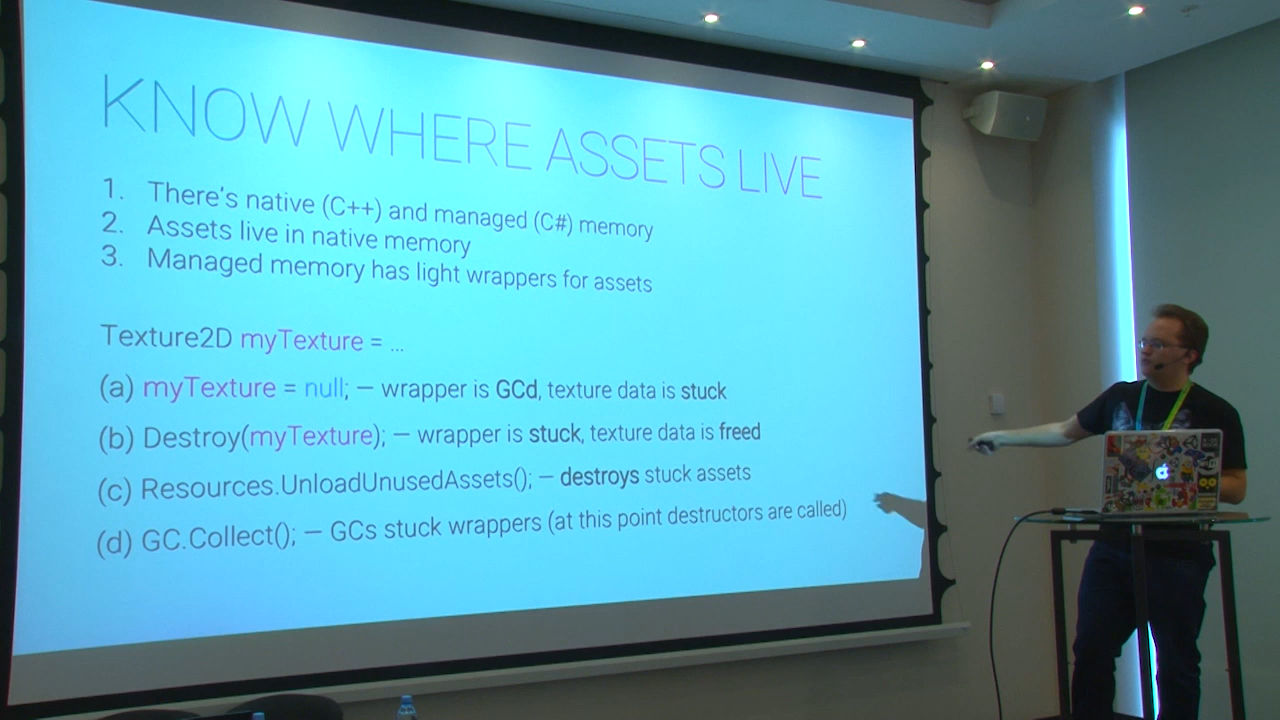 KNOW WHERE ASSETS LIVE
1. There's native (C++) and managed (C#) memory
2. Assets live in native memory
3. Managed memory has light wrappers for assets
Texture2D myTexture = ...
(a) myTexture = null; – wrapper is GCd, texture data is stuck
(b) Destroy(myTexture); – wrapper is stuck, texture data is freed
(c) Resources.UnloadUnusedAssets(); – destroys stuck assets
(d) GC.Collect(); – GCs stuck wrappers (at this point destructors are called)